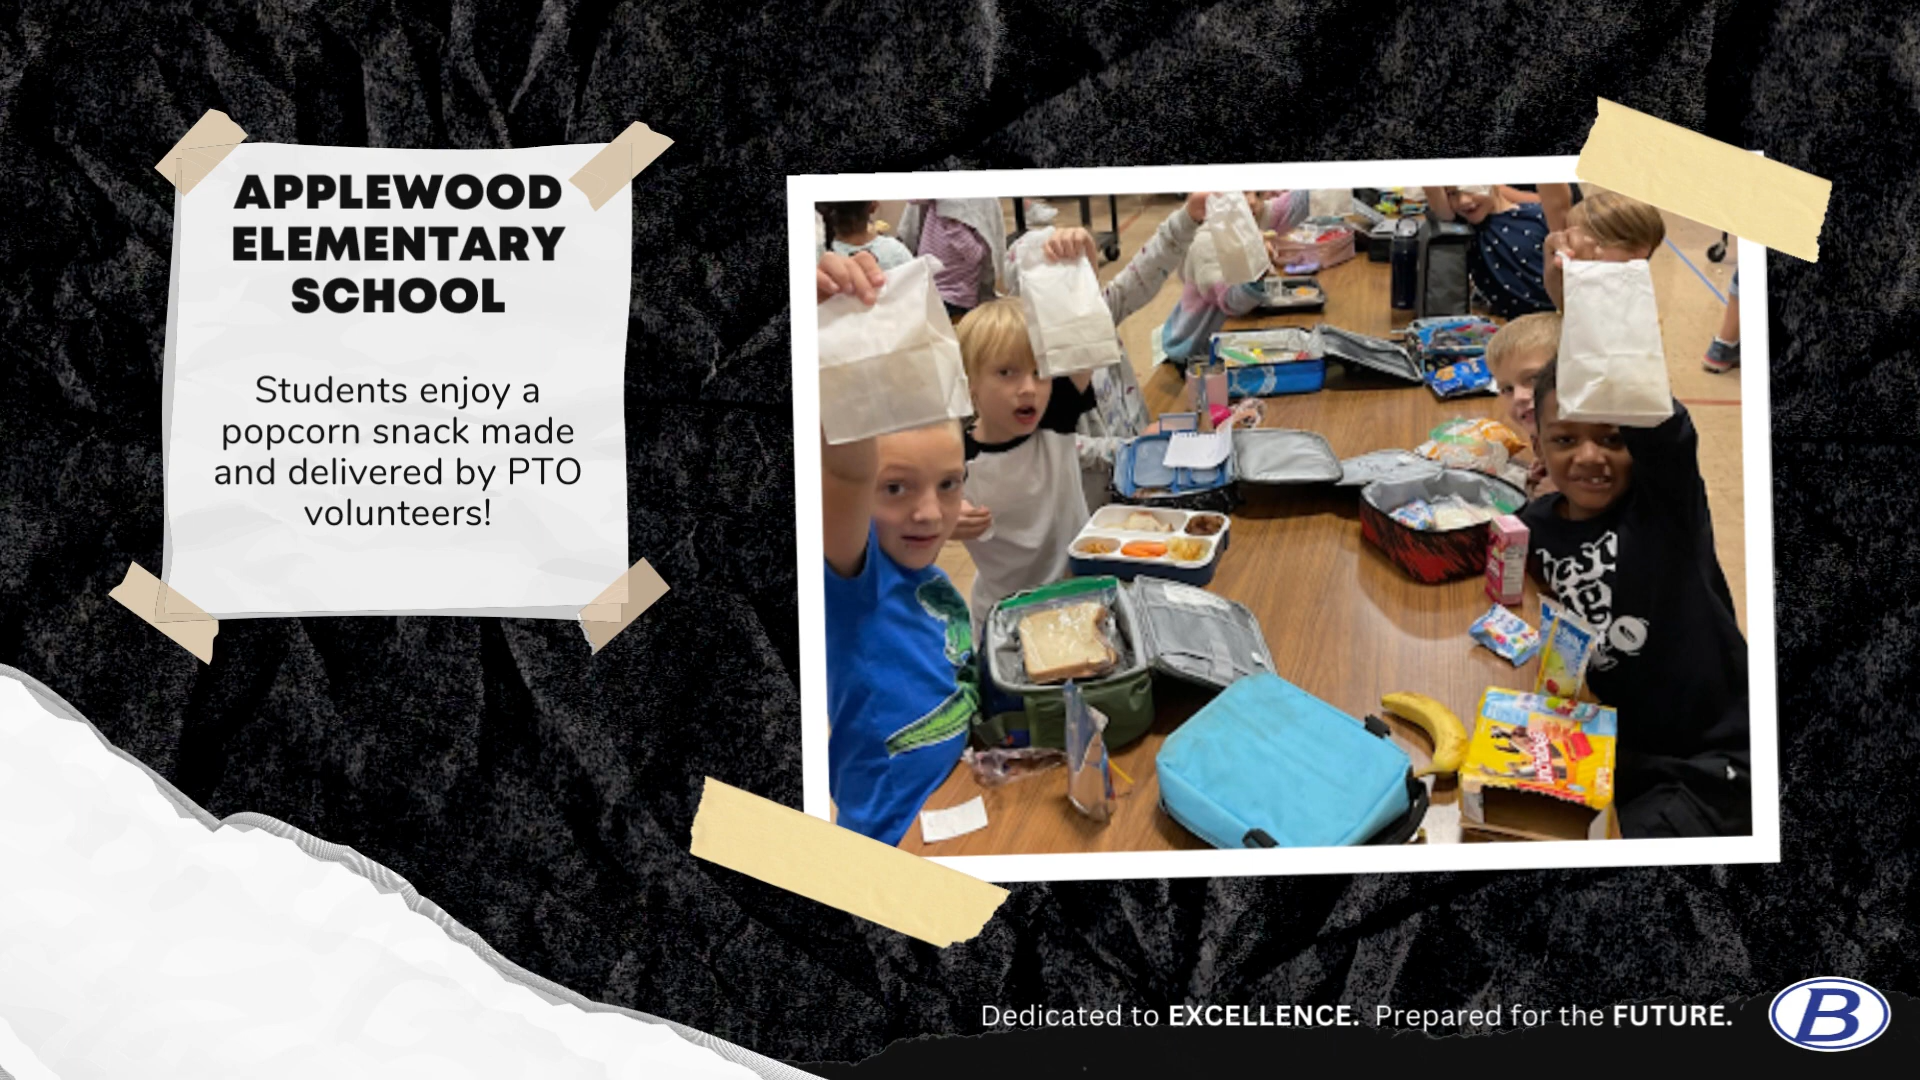 APPLEWOOD
ELEMENTARY
SCHOOL
Students enjoy a
popcorn snack made
and delivered by PTO
volunteers!
Dedicated to EXCELLENCE. Prepared for the FUTURE.
B